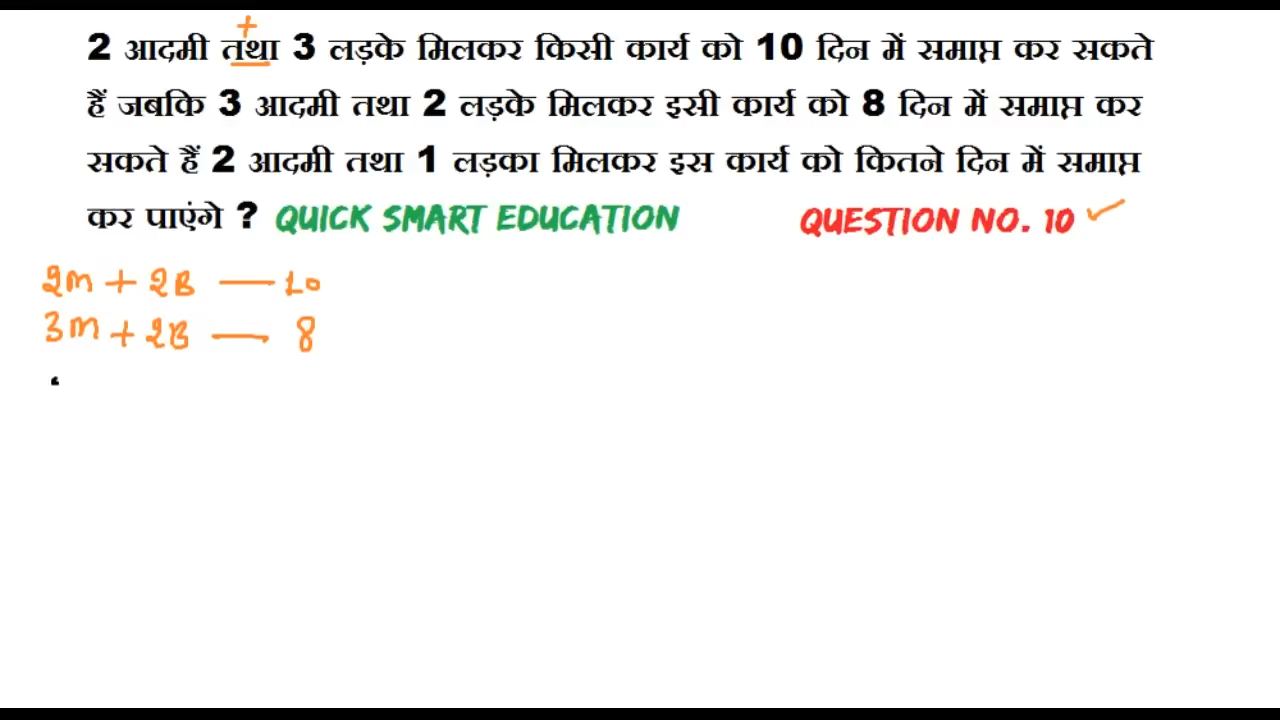 2 आदमी तथा 3 लड़के मिलकर किसी कार्य को 10 दिन में समाप्त कर सकते
हैं जबकि 3 आदमी तथा 2 लड़के मिलकर इसी कार्य को 8 दिन में समाप्त कर
सकते हैं 2 आदमी तथा 1 लड़का मिलकर इस कार्य को कितने दिन में समाप्त
कर पाएंगे ? QUICK SMART EDUCATION QUESTION NO. 10
2m + 2B — 10
3m + 2B — 8